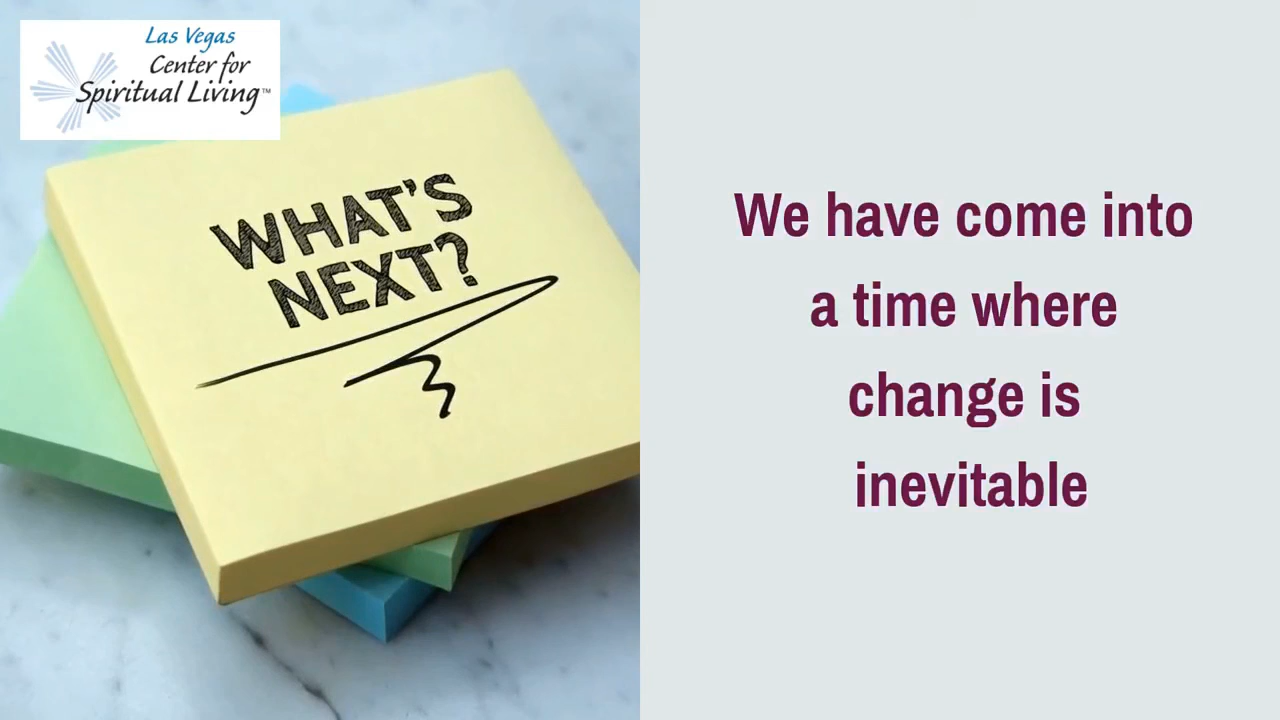 Las Vegas
Center for
Spiritual Living™
WHAT'S
NEXT?
We have come into
a time where
change is
inevitable